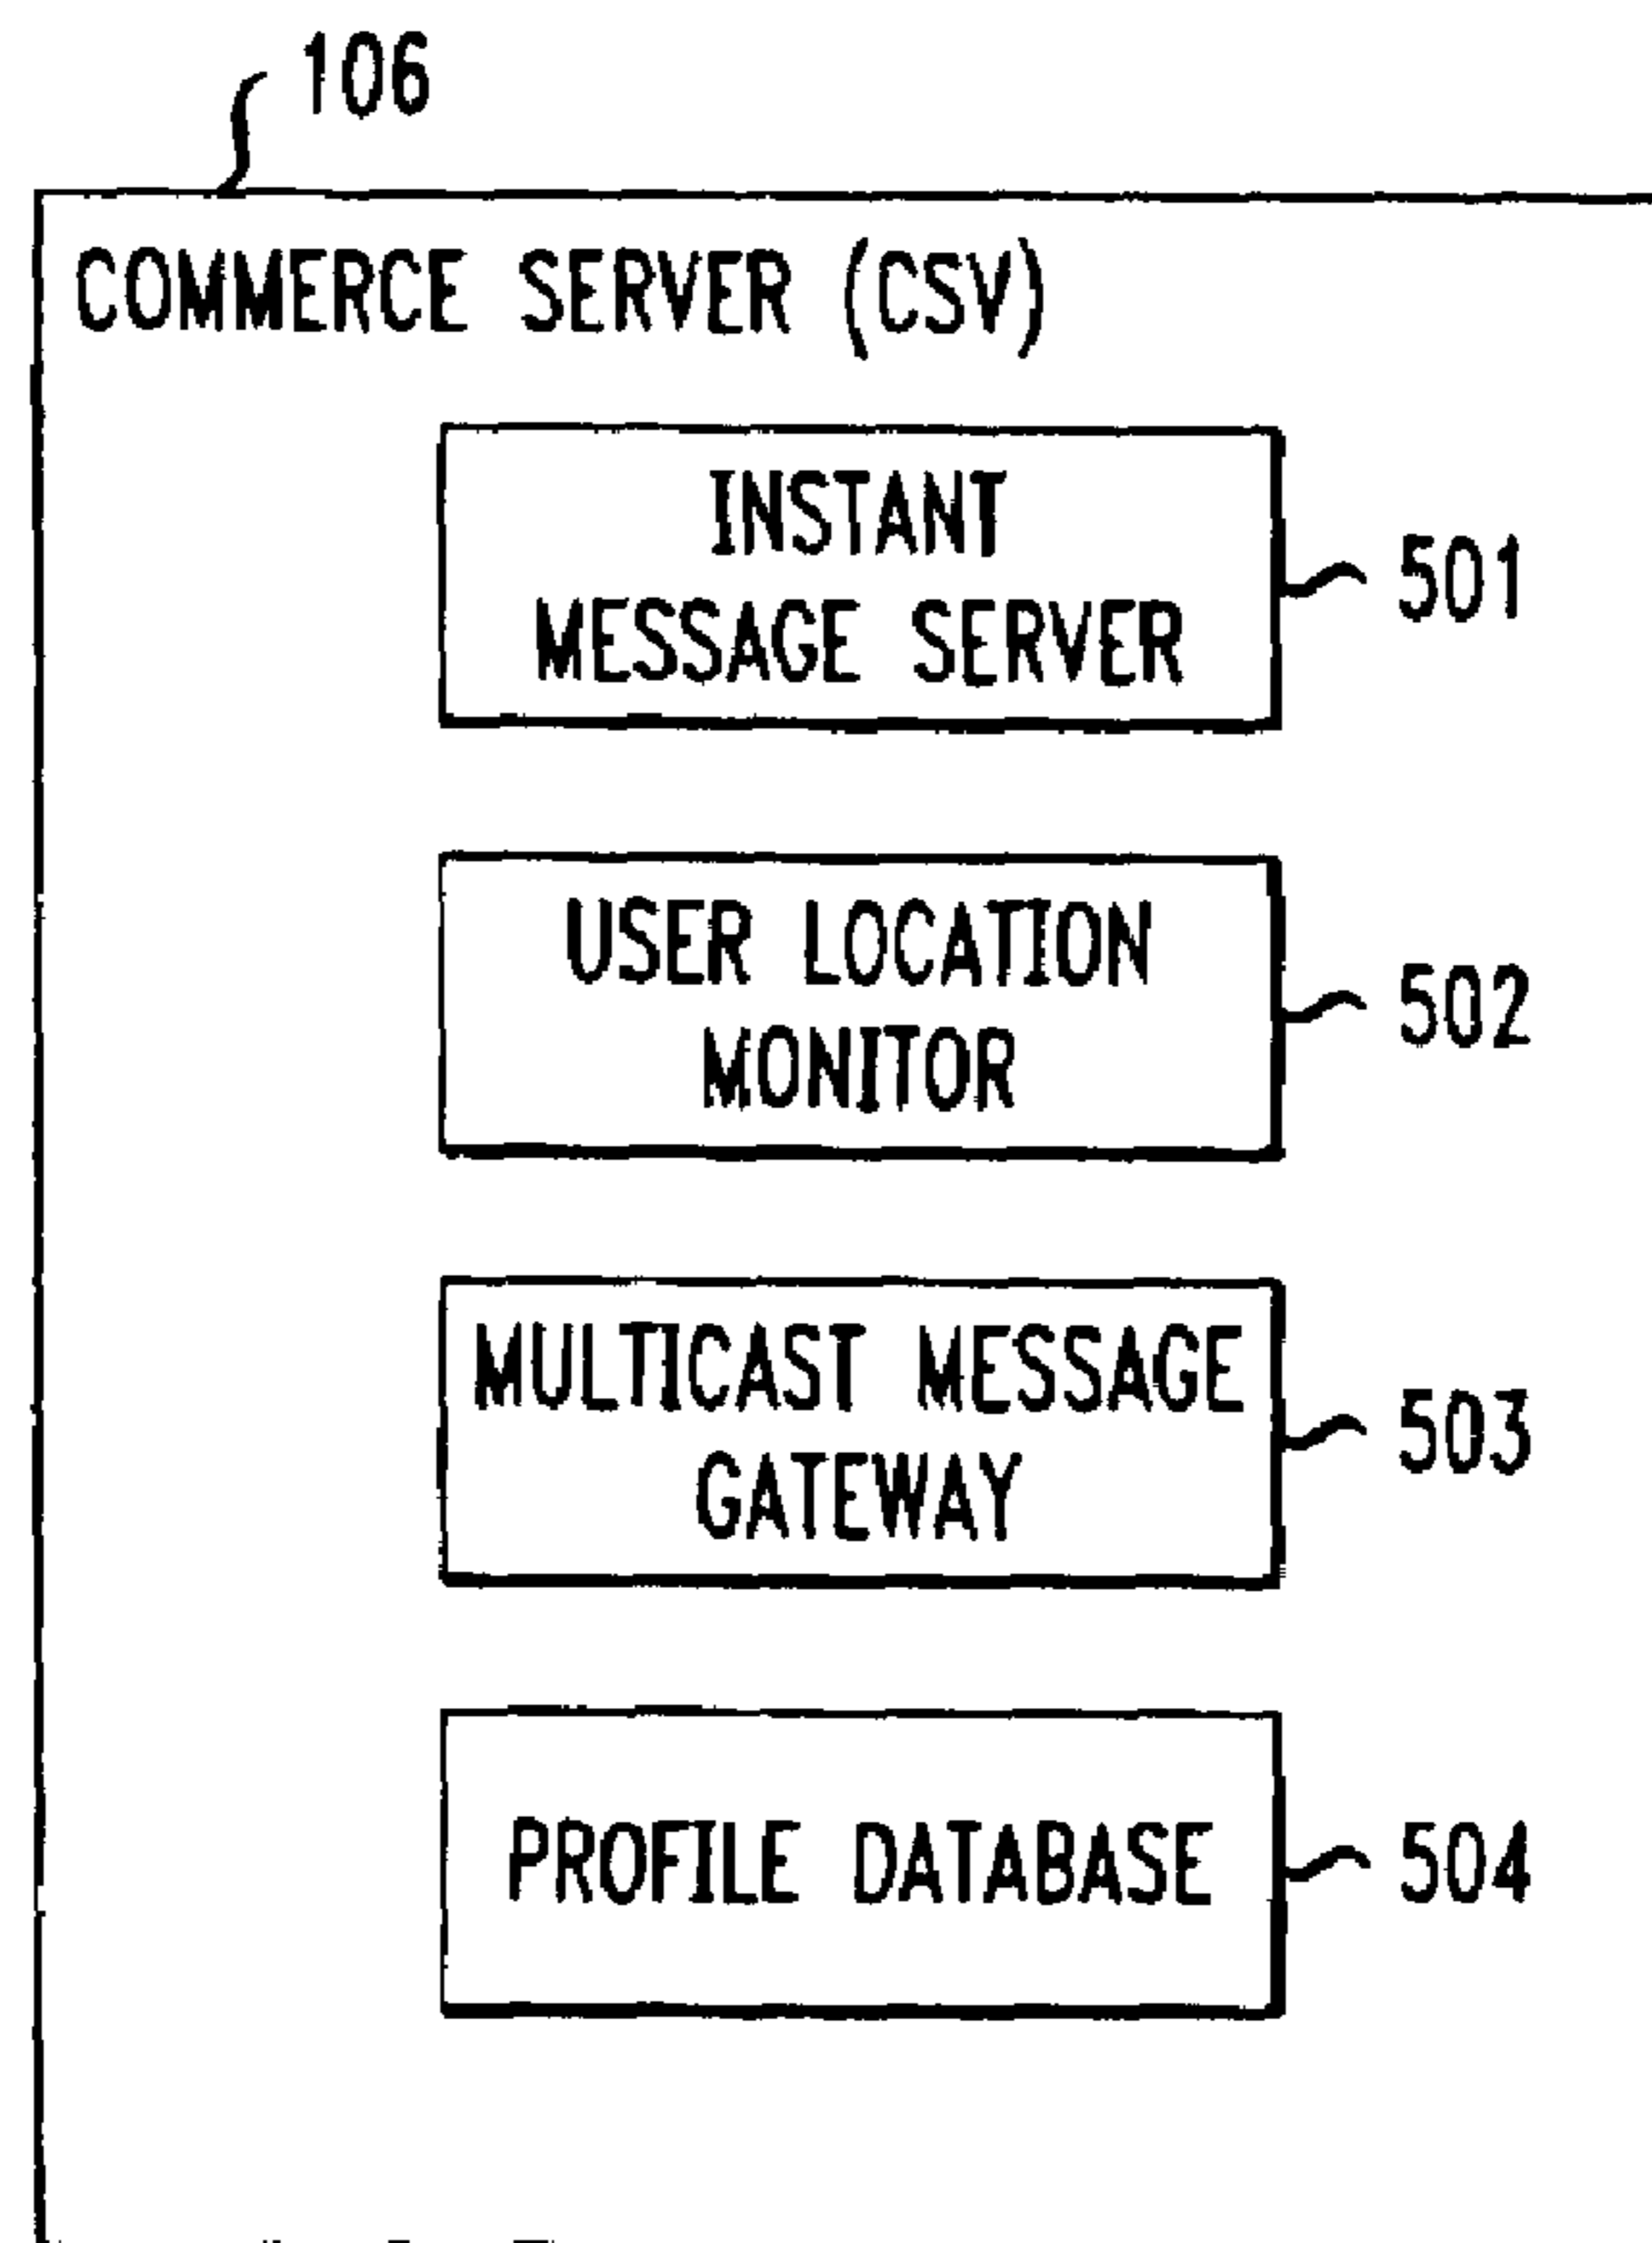 106
COMMERCE SERVER (CSV)
INSTANT
MESSAGE SERVER
501
USER LOCATION
MONITOR
502
MULTICAST MESSAGE
GATEWAY
503
PROFILE DATABASE
504